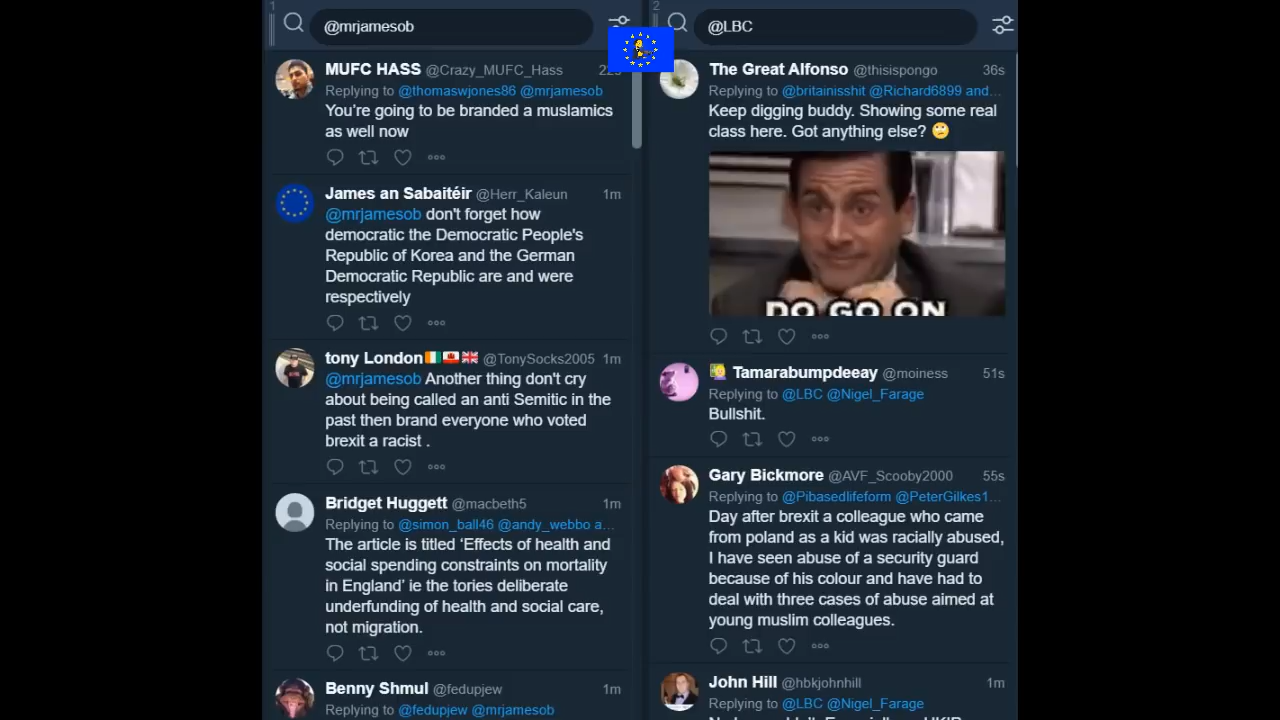 1
@mrjamesob
MUFC HASS @Crazy_MUFC_Hass
Replying to @thomaswjones86 @mrjamesob
You're going to be branded a muslamics
as well now
James an Sabaitéir @Herr_Kaleun 1m
@mrjamesob don't forget how
democratic the Democratic People's
Republic of Korea and the German
Democratic Republic are and were
respectively
tony London @TonySocks2005 1m
@mrjamesob Another thing don't cry
about being called an anti Semitic in the
past then brand everyone who voted
brexit a racist .
Bridget Huggett @macbeth5 1m
Replying to @simon_ball46 @andy_webbo a...
The article is titled ‘Effects of health and
social spending constraints on mortality
in England’ ie the tories deliberate
underfunding of health and social care,
not migration.
Benny Shmul @fedupjew 1m
Replying to @fedupjew @mrjamesob
2
@LBC
The Great Alfonso @thisispongo 36s
Replying to @britainisshit @Richard6899 and...
Keep digging buddy. Showing some real
class here. Got anything else? 🙄
DO GO ON
Tamarabumpdeeay @moiness 51s
Replying to @LBC @Nigel_Farage
Bullshit.
Gary Bickmore @AVF_Scooby2000 55s
Replying to @Pibasedlifeform @PeterGilkes1...
Day after brexit a colleague who came
from poland as a kid was racially abused,
I have seen abuse of a security guard
because of his colour and have had to
deal with three cases of abuse aimed at
young muslim colleagues.
John Hill @hbkjohnhill 1m
Replying to @LBC @Nigel_Farage